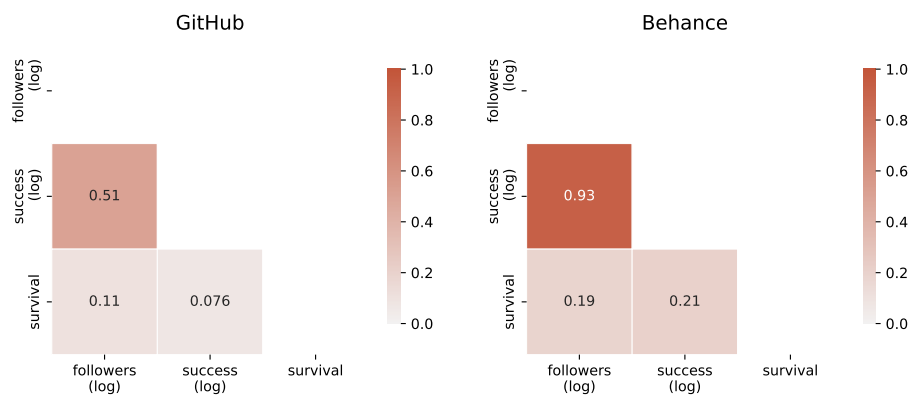 GitHub
followers
(log)
success
(log)
survival
0.51
0.11
0.076
followers
(log)
success
(log)
survival
1.0
0.8
0.6
0.4
0.2
0.0
Behance
followers
(log)
success
(log)
survival
0.93
0.19
0.21
followers
(log)
success
(log)
survival
1.0
0.8
0.6
0.4
0.2
0.0